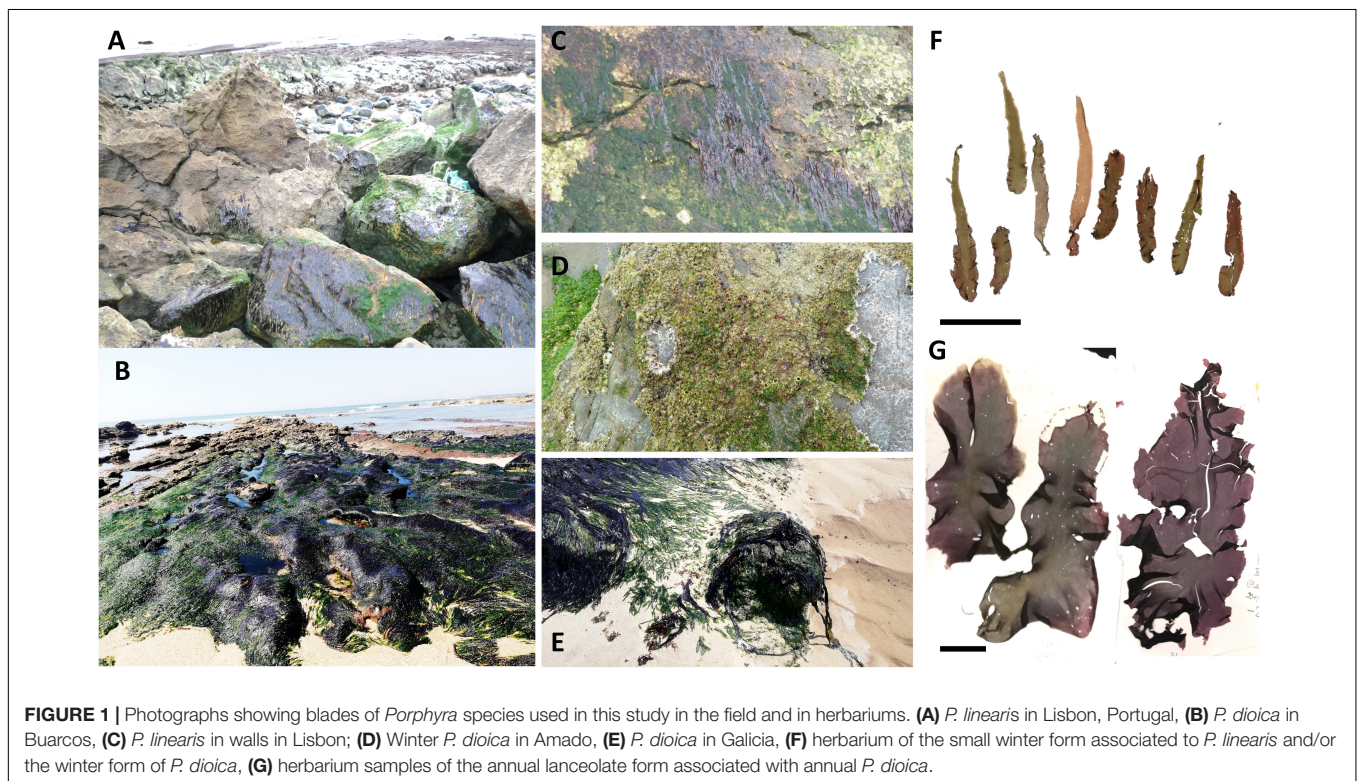 A
B
C
D
E
F
G
FIGURE 1 | Photographs showing blades of Porphyra species used in this study in the field and in herbariums. (A) P. linearis in Lisbon, Portugal, (B) P. dioica in
Buarcos, (C) P. linearis in walls in Lisbon; (D) Winter P. dioica in Amado, (E) P. dioica in Galicia, (F) herbarium of the small winter form associated to P. linearis and/or
the winter form of P. dioica, (G) herbarium samples of the annual lanceolate form associated with annual P. dioica.